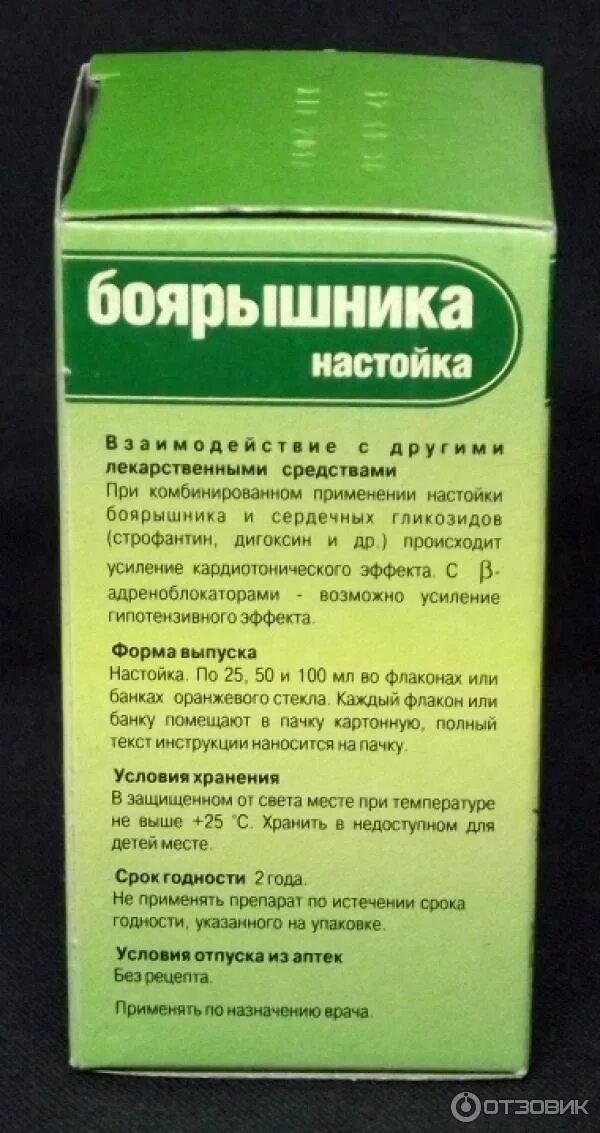 боярышника
настойка
Взаимодействие с другими
лекарственными средствами
При комбинированном применении настойки
боярышника и сердечных гликозидов
(строфантин, дигоксин и др.) происходит
усиление кардиотонического эффекта. С β-
адреноблокаторами - возможно усиление
гипотензивного эффекта.
Форма выпуска
Настойка. По 25, 50 и 100 мл во флаконах или
банках оранжевого стекла. Каждый флакон или
банку помещают в пачку картонную, полный
текст инструкции наносится на пачку.
Условия хранения
В защищенном от света месте при температуре
не выше +25 °С. Хранить в недоступном для
детей месте.
Срок годности 2 года.
Не применять препарат по истечении срока
годности, указанного на упаковке.
Условия отпуска из аптек
Без рецепта.
Применять по назначению врача.
ОТЗОВИК